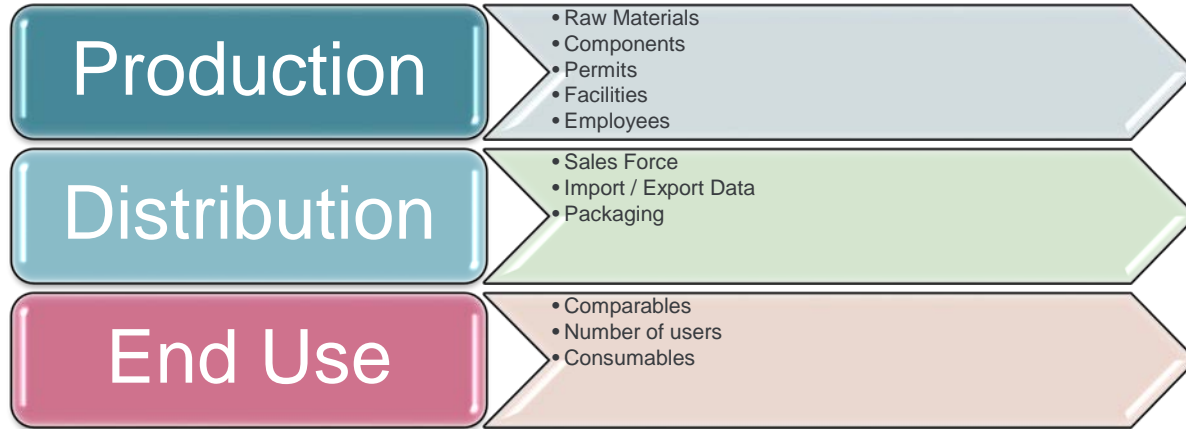 Production
• Raw Materials
• Components
• Permits
• Facilities
• Employees
Distribution
• Sales Force
• Import / Export Data
• Packaging
End Use
• Comparables
• Number of users
• Consumables